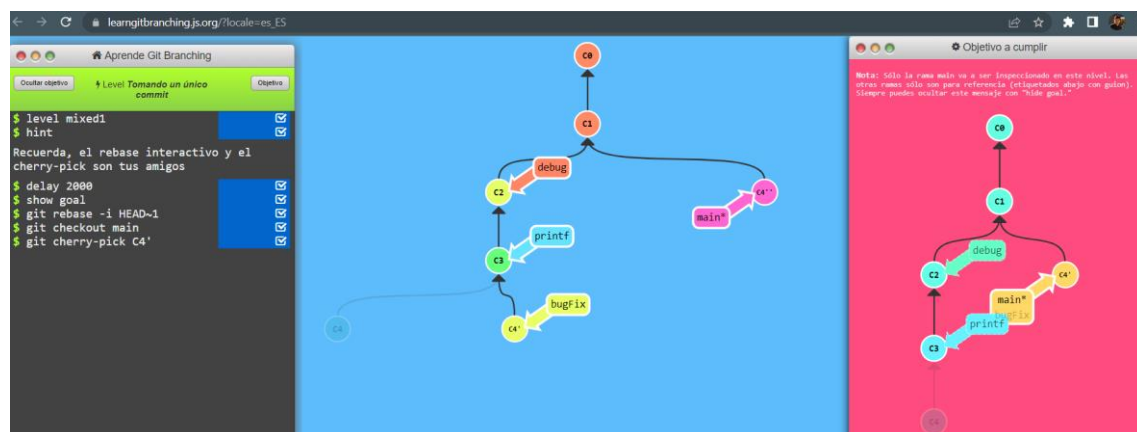 learngitbranching.js.org/?locale=es_ES
Aprende Git Branching
Ocultar objetivo
Level Tomando un único
commit
Objetivo
$ level mixed1
$ hint
Recuerda, el rebase interactivo y el
cherry-pick son tus amigos
$ delay 2000
$ show goal
$ git rebase -i HEAD~1
$ git checkout main
$ git cherry-pick C4'
C0
C1
debug
C2
C4''
main*
printf
C3
bugFix
C4
C4'
Objetivo a cumplir
Nota: Sólo la rama main va a ser inspeccionado en este nivel. Las
otras ramas sólo son para referencia (etiquetados abajo con guion).
Siempre puedes ocultar este mensaje con "hide goal."
C0
C1
debug
C2
C4'
main*
bugFix
printf
C3
C4